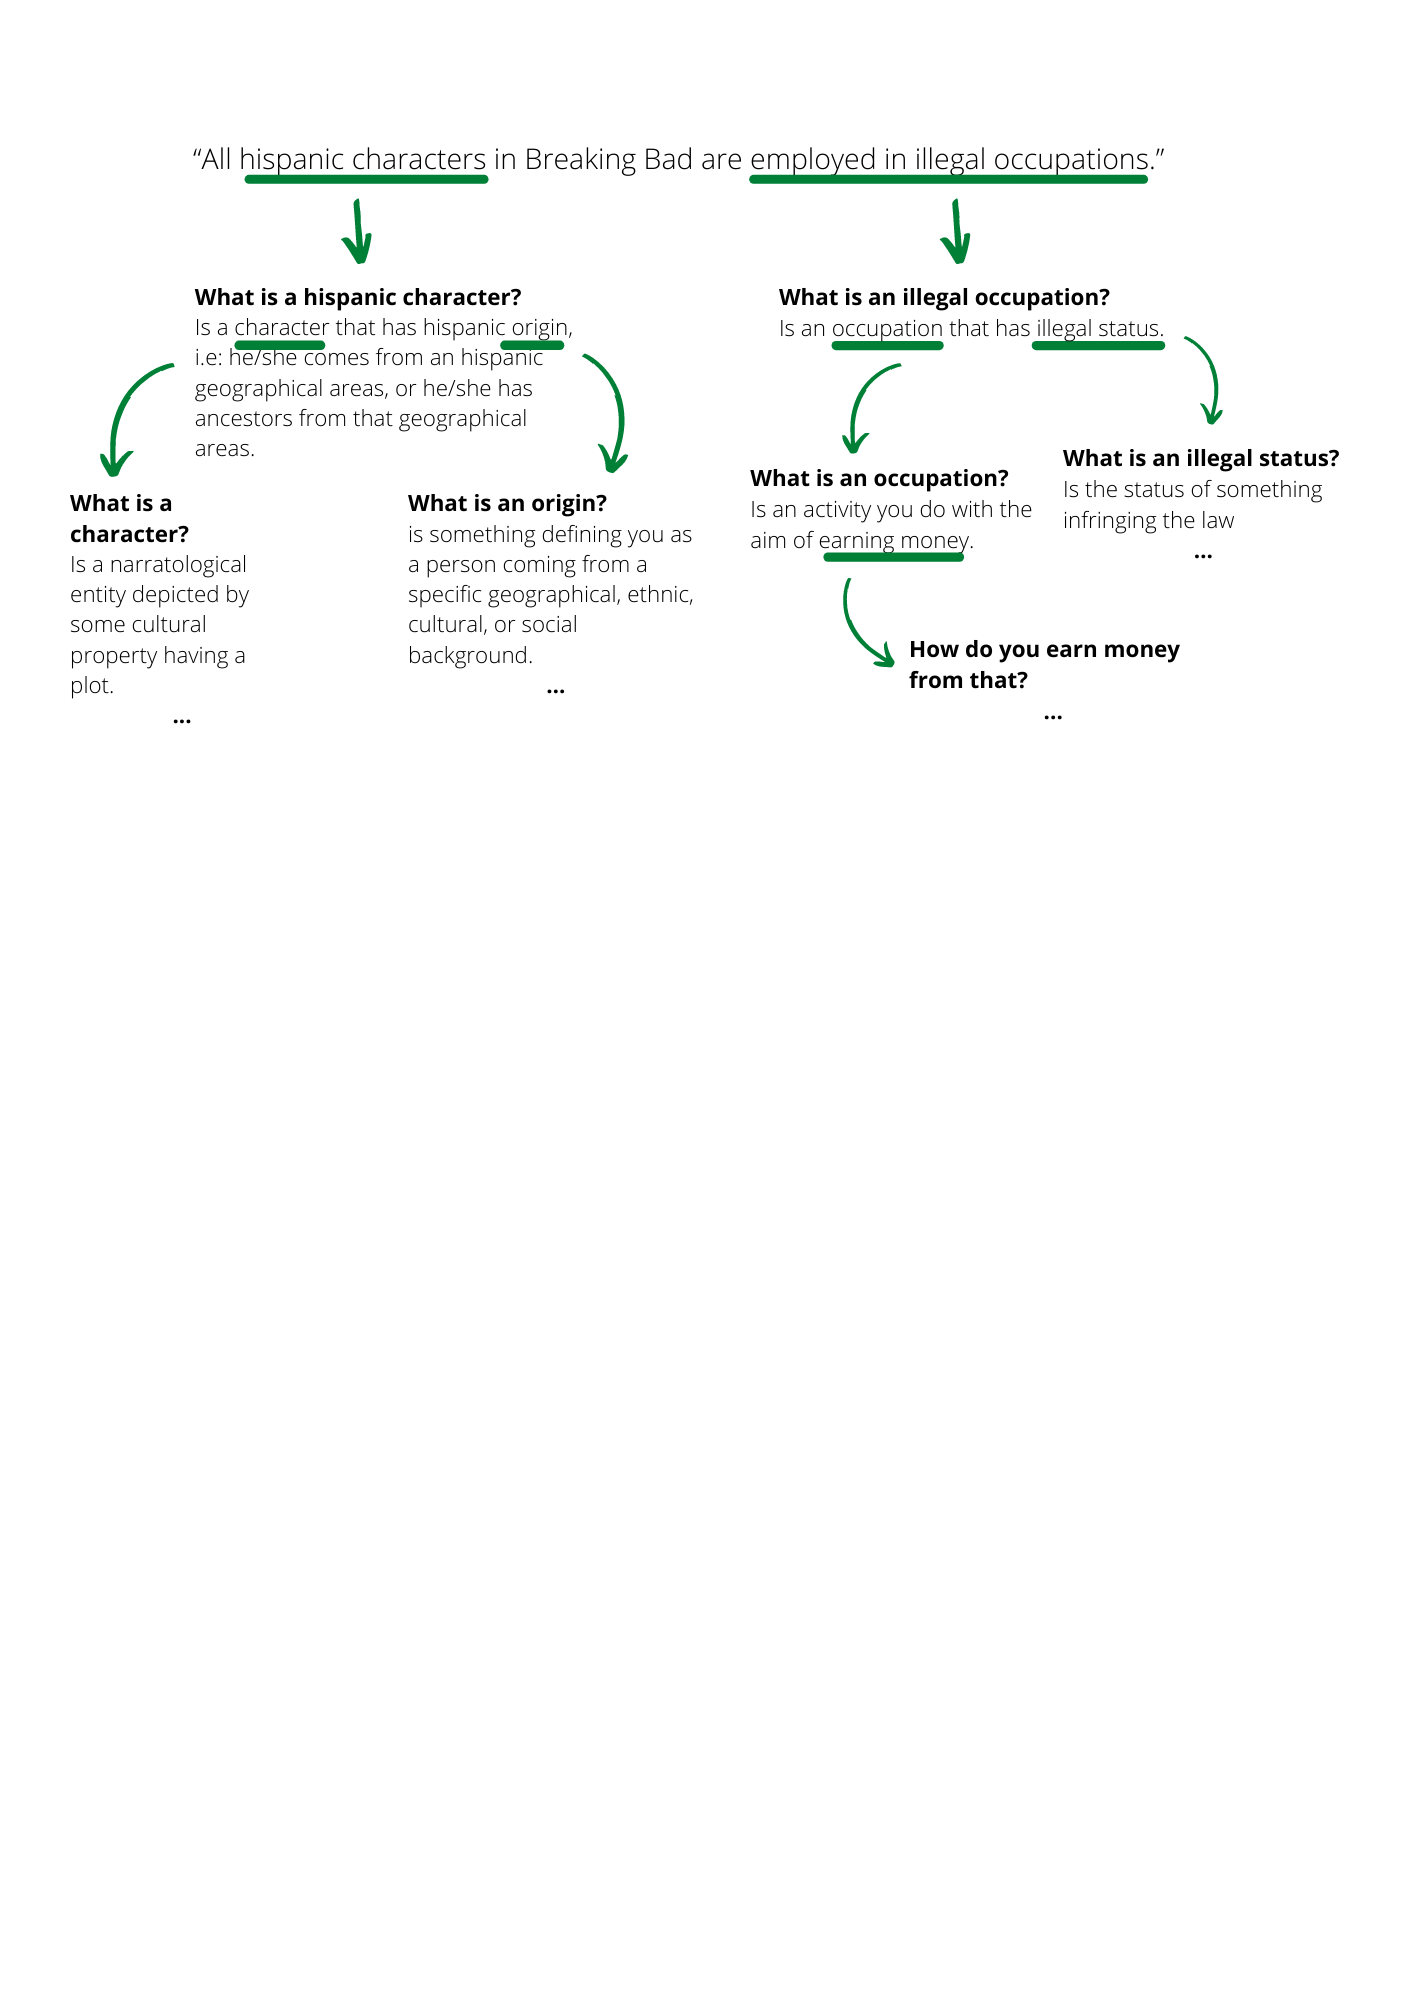 “All hispanic characters in Breaking Bad are employed in illegal occupations.”
What is a hispanic character?
Is a character that has hispanic origin,
i.e: he/she comes from an hispanic
geographical areas, or he/she has
ancestors from that geographical
areas.
What is a
character?
Is a narratological
entity depicted by
some cultural
property having a
plot.
...
What is an origin?
is something defining you as
a person coming from a
specific geographical, ethnic,
cultural, or social
background.
...
What is an illegal occupation?
Is an occupation that has illegal status.
What is an occupation?
Is an activity you do with the
aim of earning money.
How do you earn money
from that?
...
What is an illegal status?
Is the status of something
infringing the law
...